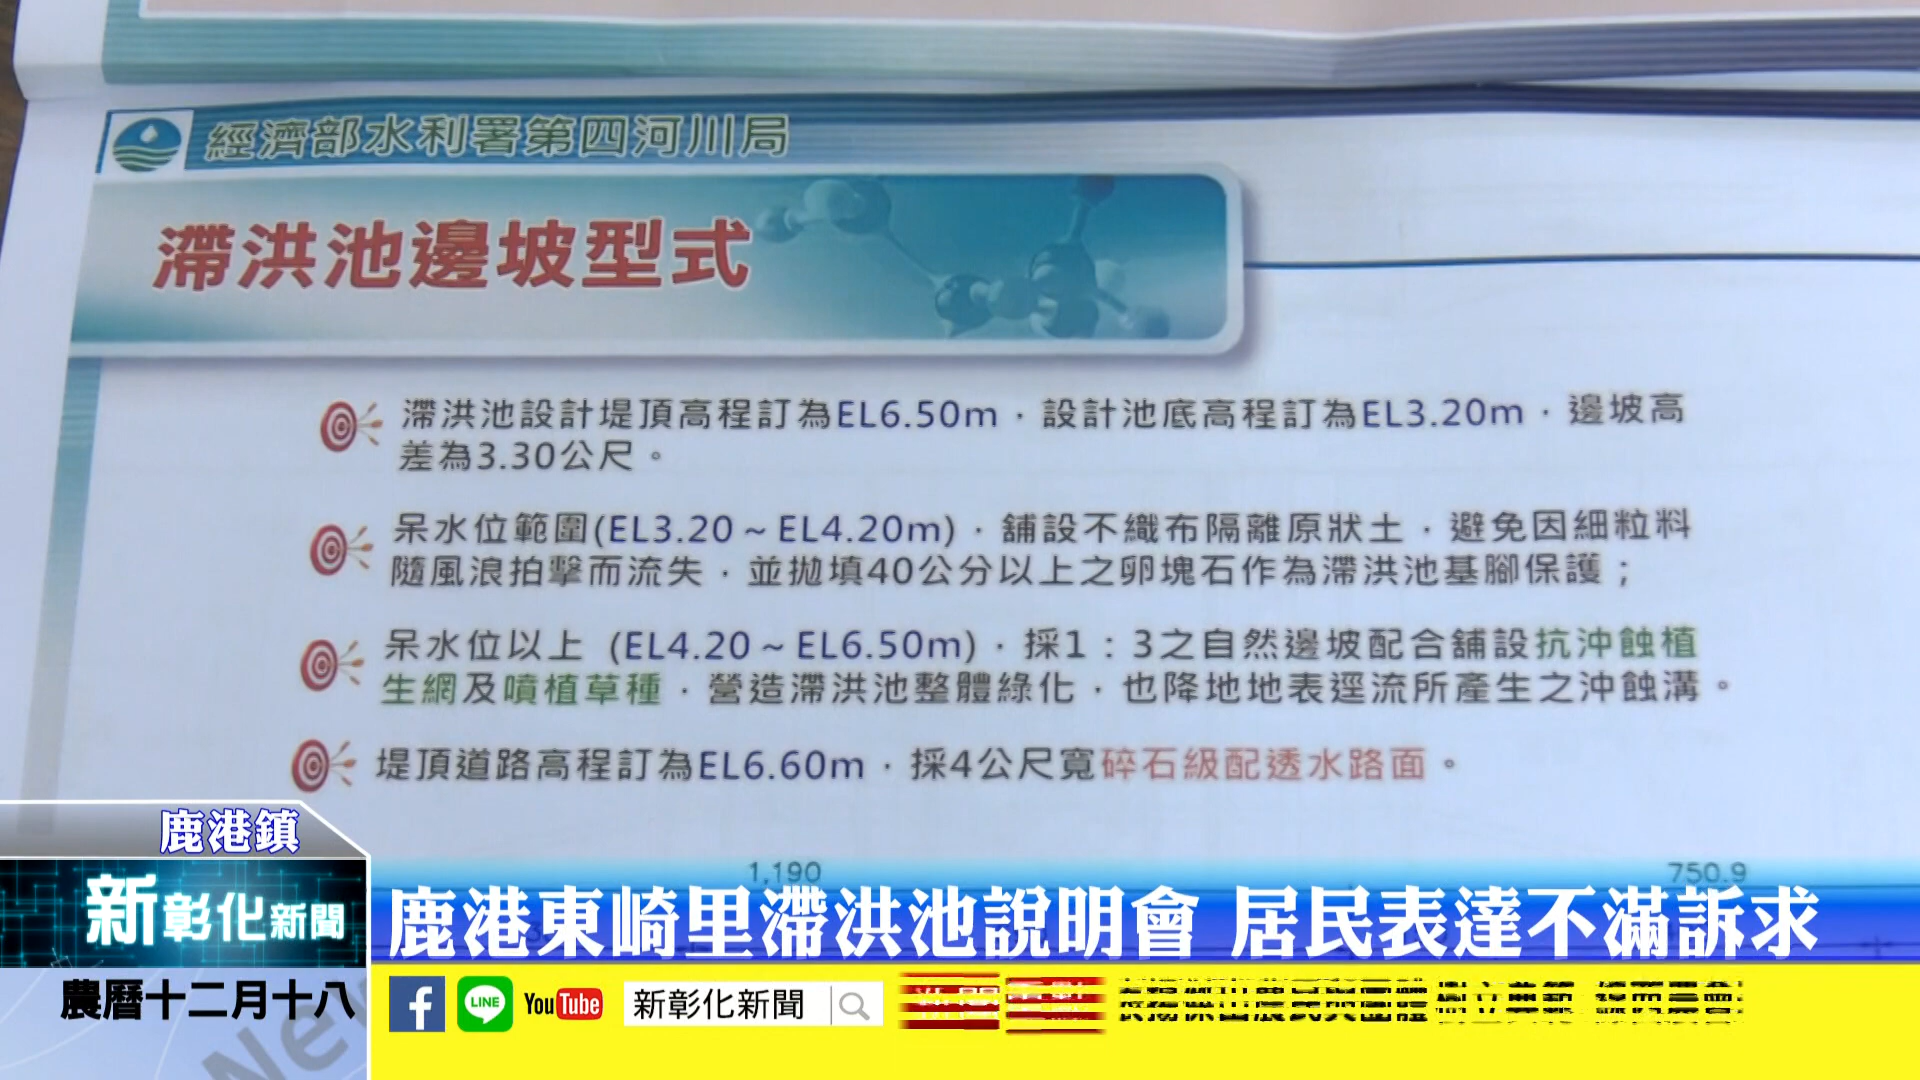 經濟部水利署第四河川局
滯洪池邊坡型式
滯洪池設計堤頂高程訂為EL6.50m，設計池底高程訂為EL3.20m，邊坡高
差為3.30公尺。
呆水位範圍(EL3.20~EL4.20m)，舖設不織布隔離原狀土，避免因細粒料
隨風浪拍擊而流失，並拋填40公分以上之卵塊石作為滯洪池基腳保護；
呆水位以上 (EL4.20~EL6.50m)，採1：3之自然邊坡配合舖設抗沖蝕植
生網及噴植草種，營造滯洪池整體綠化，也降地地表逕流所產生之沖蝕溝。
堤頂道路高程訂為EL6.60m，採4公尺寬碎石級配透水路面。
1,190
750.9
鹿港鎮
新彰化新聞
鹿港東崎里滯洪池說明會 居民表達不滿訴求
農曆十二月十八
f
LINE
YouTube
新彰化新聞
Ne